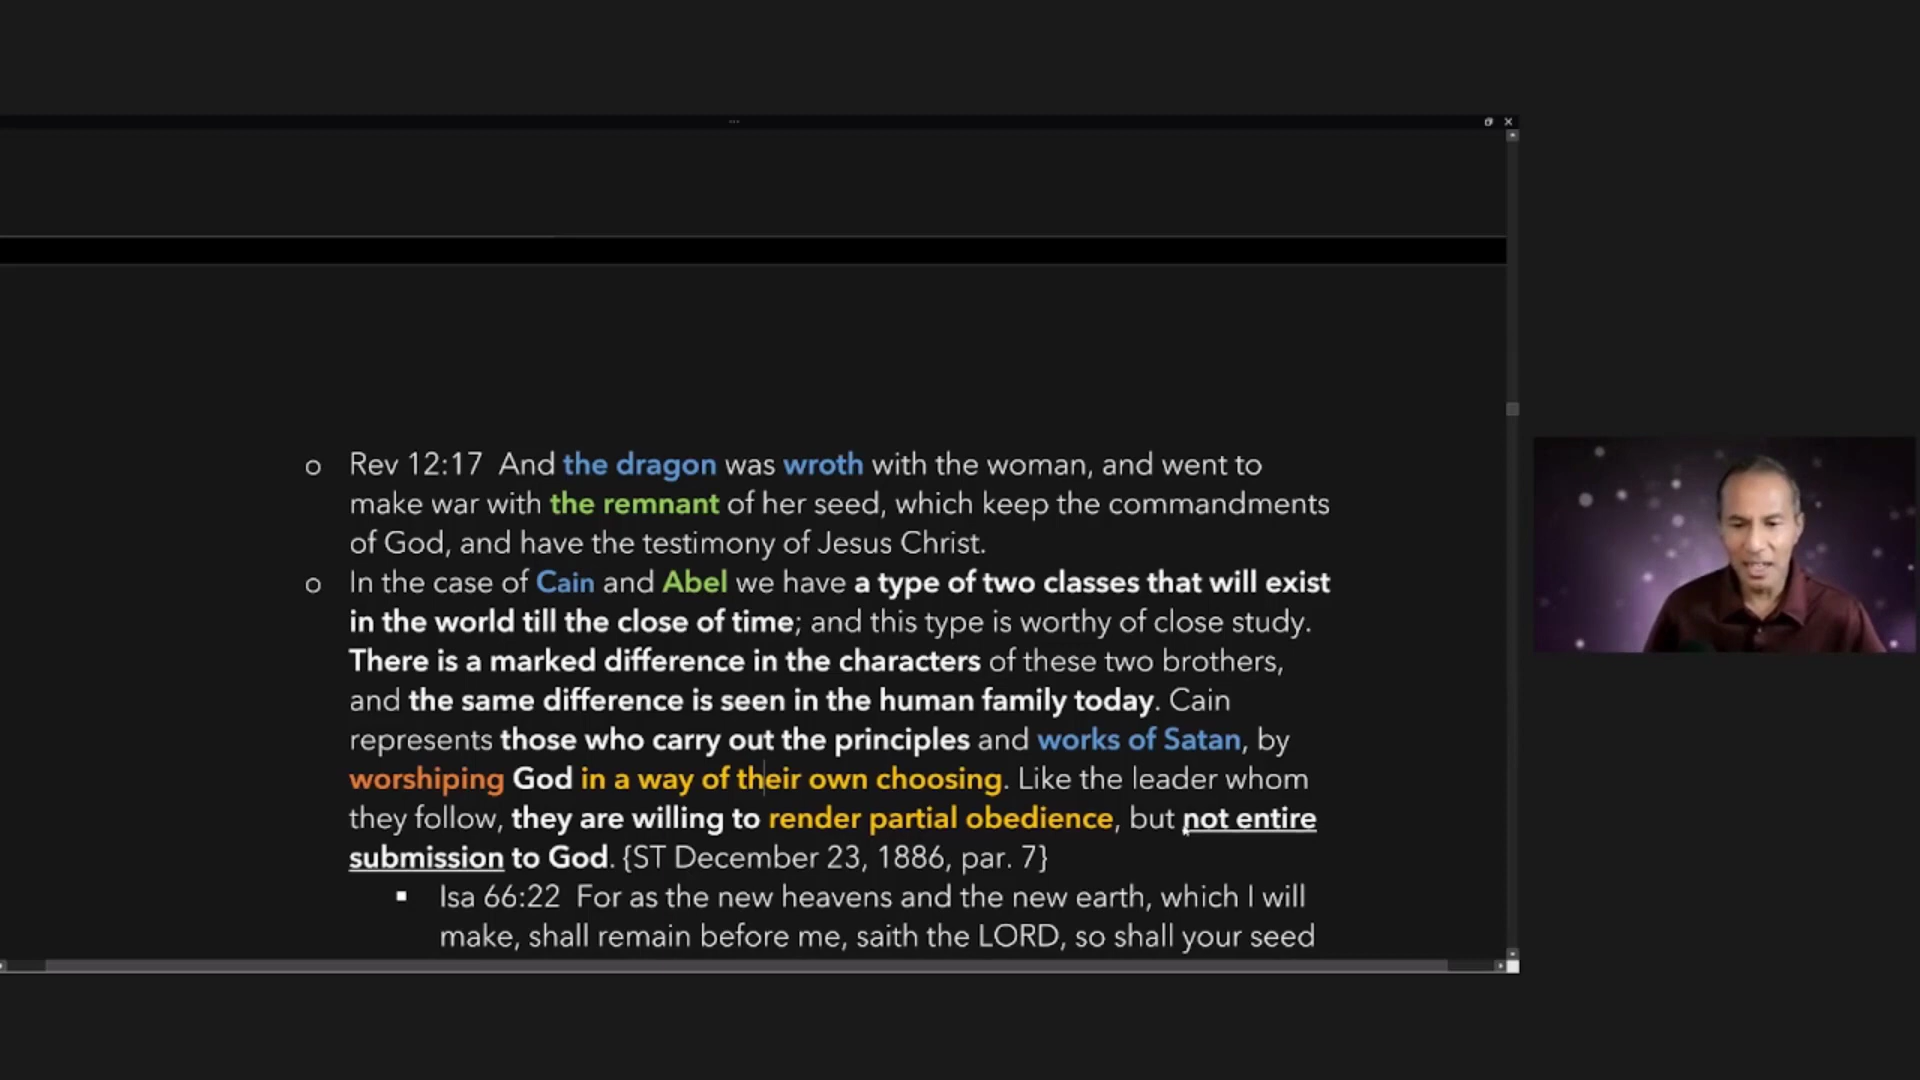 o Rev 12:17  And the dragon was wroth with the woman, and went to
make war with the remnant of her seed, which keep the commandments
of God, and have the testimony of Jesus Christ.
o In the case of Cain and Abel we have a type of two classes that will exist
in the world till the close of time; and this type is worthy of close study.
There is a marked difference in the characters of these two brothers,
and the same difference is seen in the human family today. Cain
represents those who carry out the principles and works of Satan, by
worshiping God in a way of their own choosing. Like the leader whom
they follow, they are willing to render partial obedience, but not entire
submission to God. {ST December 23, 1886, par. 7}
▪ Isa 66:22  For as the new heavens and the new earth, which I will
make, shall remain before me, saith the LORD, so shall your seed